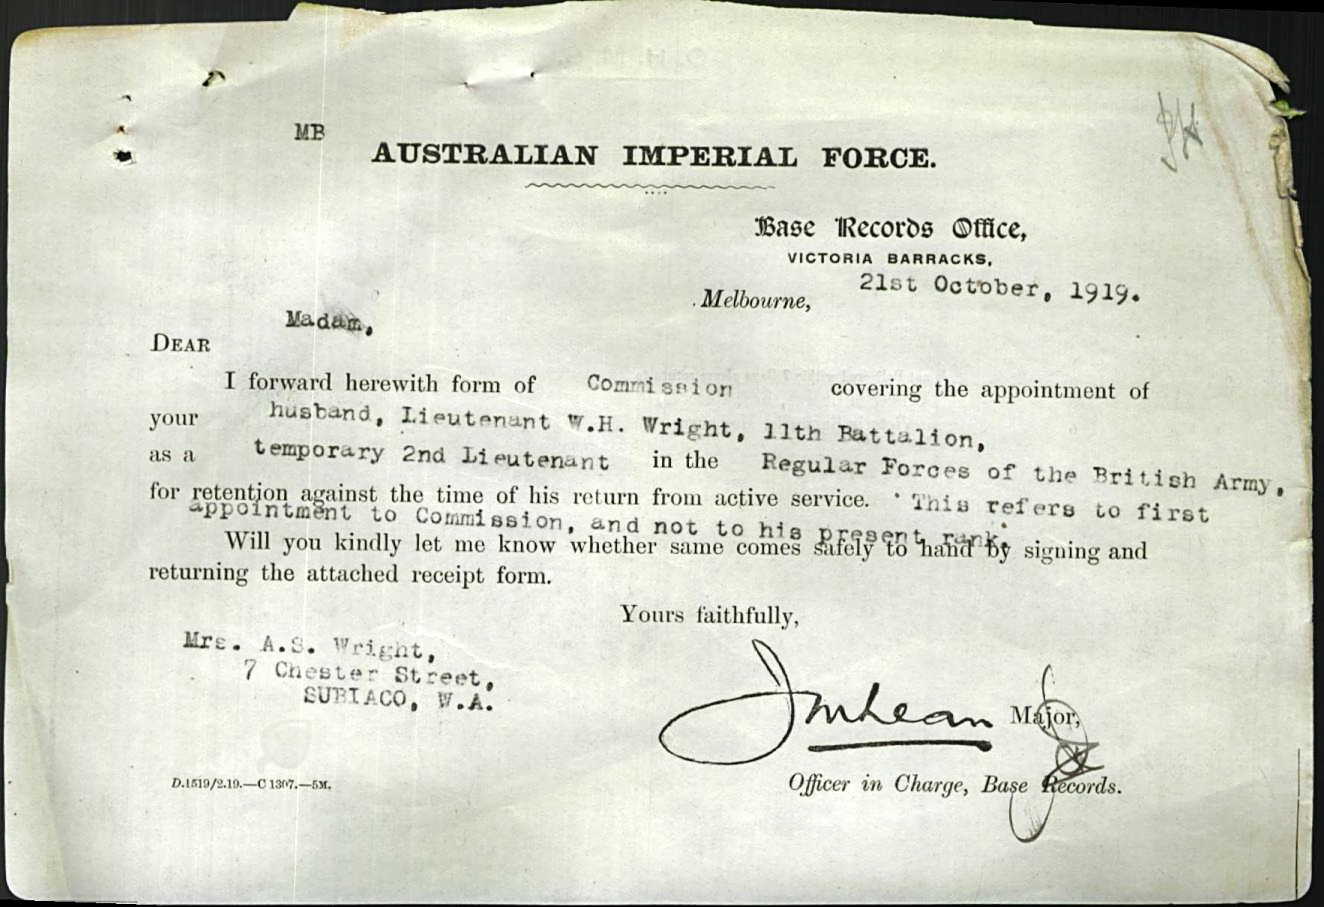 MB
AUSTRALIAN IMPERIAL FORCE.
Base Records Office,
VICTORIA BARRACKS,
Melbourne, 21st October, 1919.
DEAR Madam,
I forward herewith form of Commission covering the appointment of
your husband, Lieutenant W.H. Wright, 11th Battalion,
as a temporary 2nd Lieutenant in the Regular Forces of the British Army,
for retention against the time of his return from active service. This refers to first
appointment to Commission, and not to his present rank.
Will you kindly let me know whether same comes safely to hand by signing and
returning the attached receipt form.
Yours faithfully,
Mrs. A.S. Wright,
7 Chester Street,
SUBIACO, W.A.
JMLean Major,
Officer in Charge, Base Records.
D.1519/2.19.—C 1307.—5M.